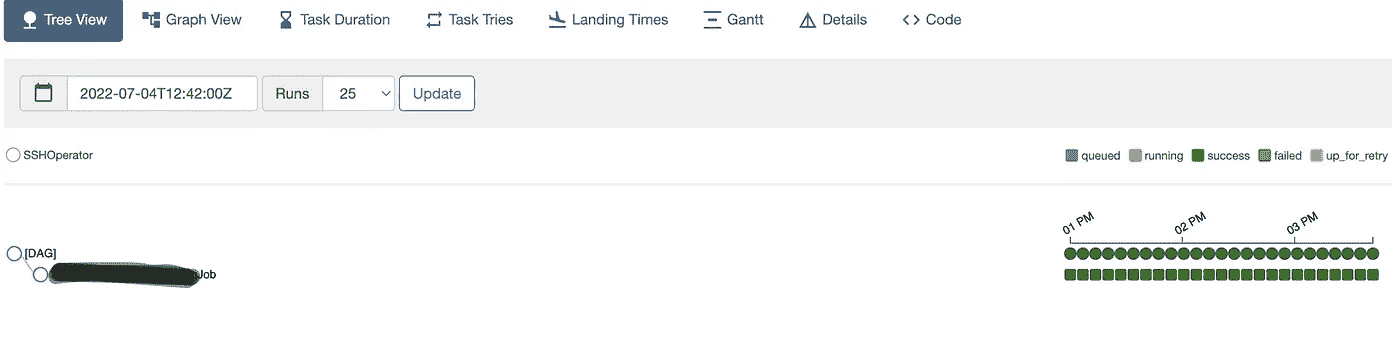 Tree View Graph View Task Duration Task Tries Landing Times Gantt Details Code
2022-07-04T12:42:00Z Runs 25 Update
SSHOperator queued running success failed up_for_retry
01 PM 02 PM 03 PM
[DAG]
Job